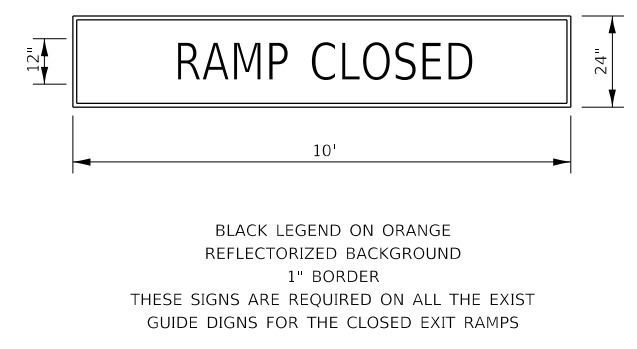 RAMP CLOSED
12"
24"
10'
BLACK LEGEND ON ORANGE
REFLECTORIZED BACKGROUND
1" BORDER
THESE SIGNS ARE REQUIRED ON ALL THE EXIST
GUIDE DIGNS FOR THE CLOSED EXIT RAMPS